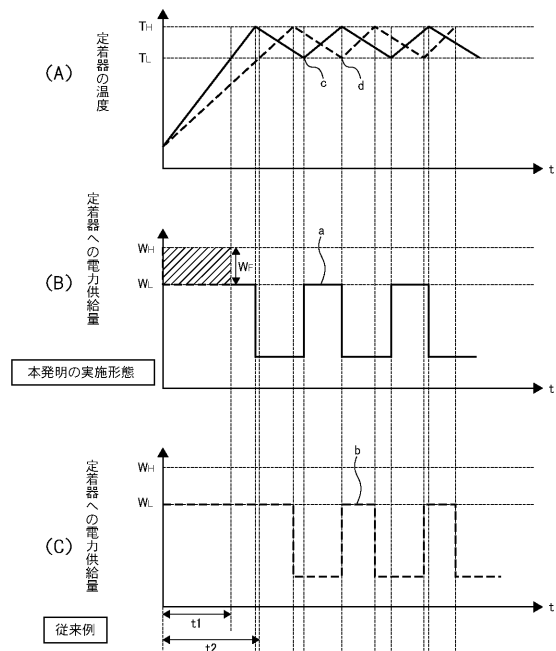 (A)
定着器の温度
TH
TL
c
d
t
(B)
定着器への電力供給量
WH
WL
WF
a
t
本発明の実施形態
(C)
定着器への電力供給量
WH
WL
b
t
t1
t2
従来例